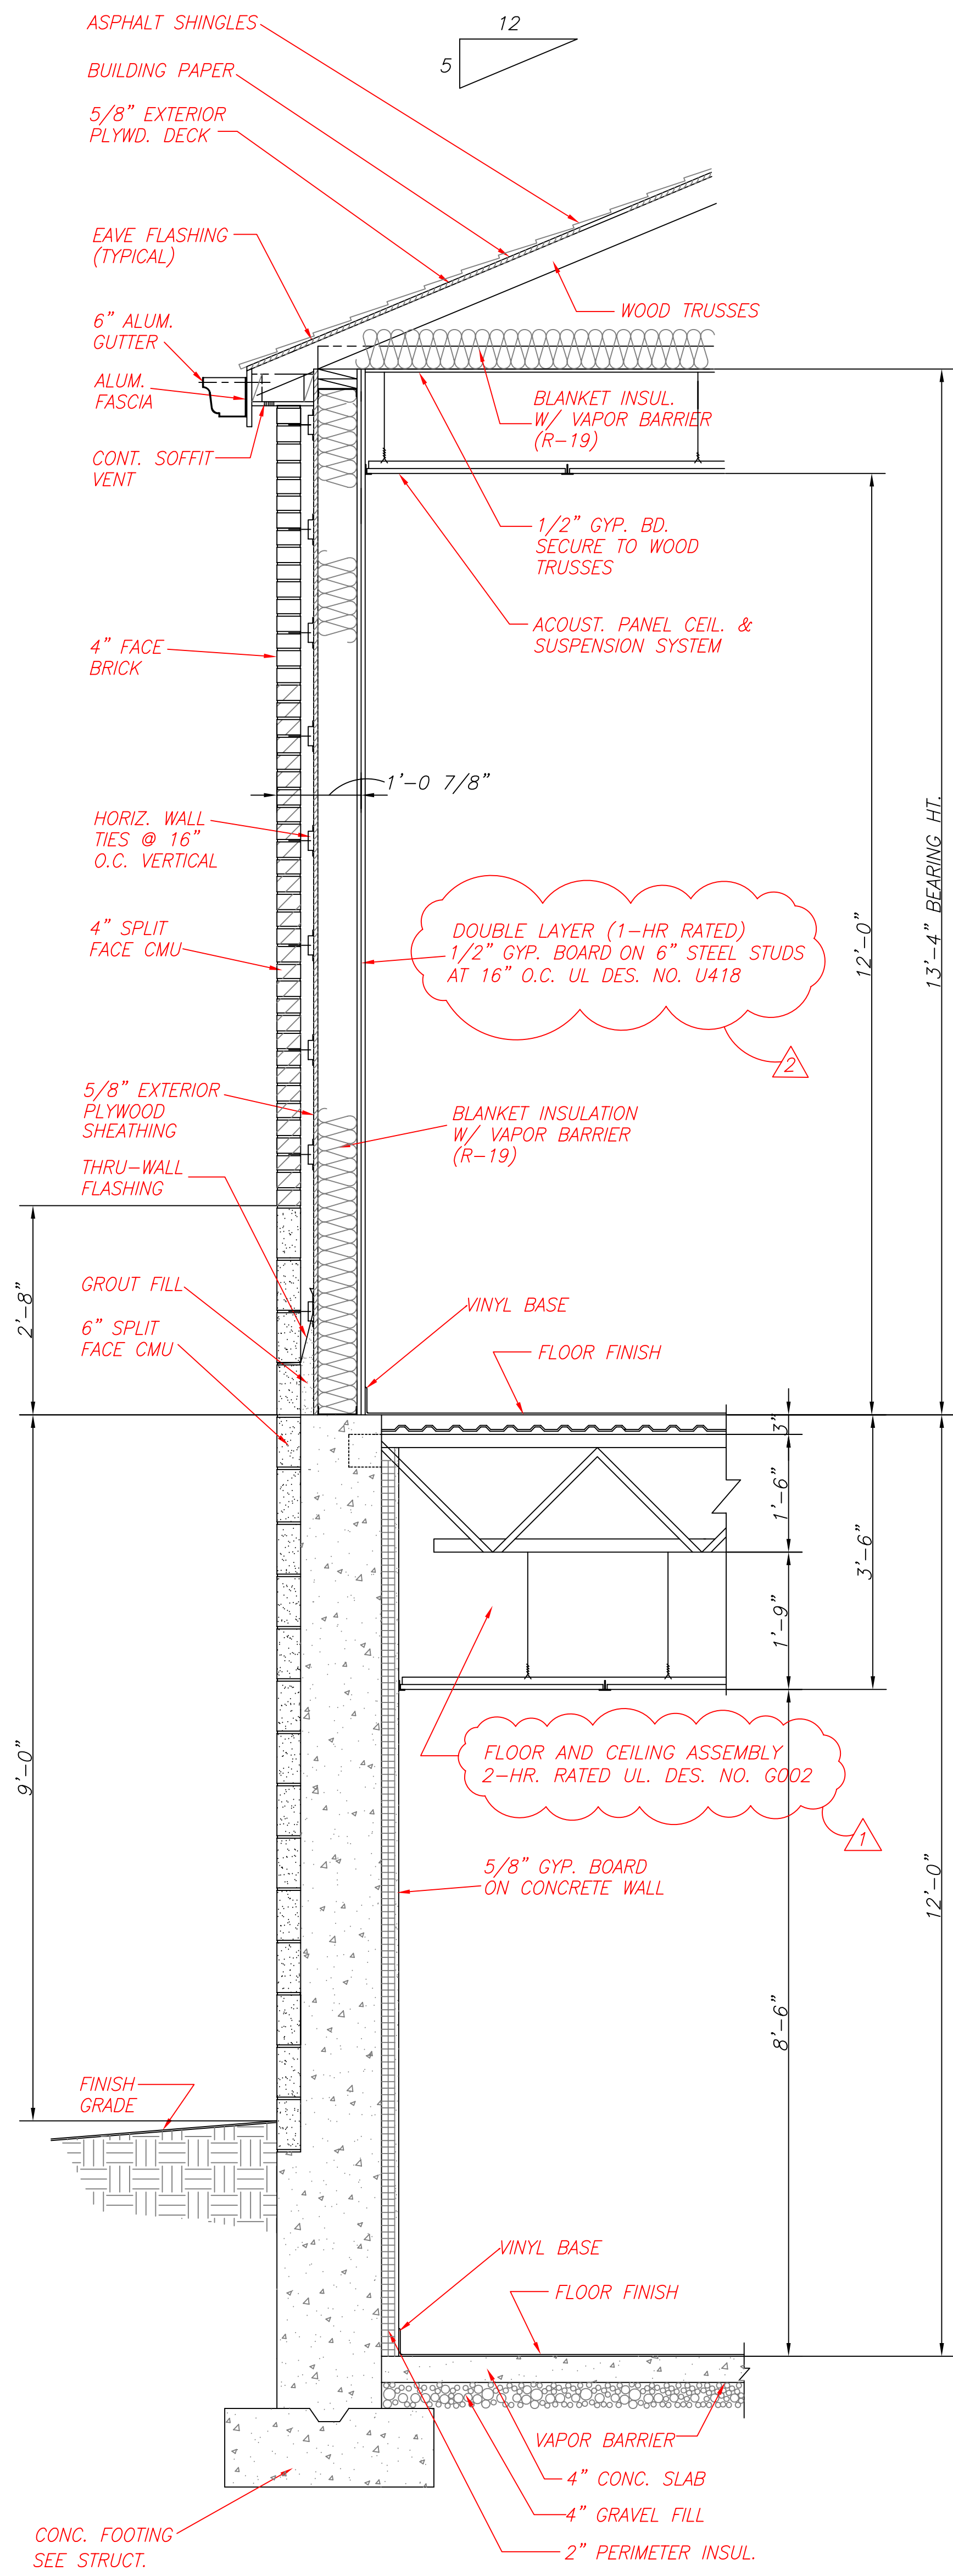 12
5
ASPHALT SHINGLES
BUILDING PAPER
5/8" EXTERIOR
PLYWD. DECK
EAVE FLASHING
(TYPICAL)
WOOD TRUSSES
6" ALUM.
GUTTER
ALUM.
FASCIA
BLANKET INSUL.
W/ VAPOR BARRIER
(R-19)
CONT. SOFFIT
VENT
1/2" GYP. BD.
SECURE TO WOOD
TRUSSES
ACOUST. PANEL CEIL. &
SUSPENSION SYSTEM
4" FACE
BRICK
1'-0 7/8"
HORIZ. WALL
TIES @ 16"
O.C. VERTICAL
13'-4" BEARING HT.
12'-0"
4" SPLIT
FACE CMU
DOUBLE LAYER (1-HR RATED)
1/2" GYP. BOARD ON 6" STEEL STUDS
AT 16" O.C. UL DES. NO. U418
2
5/8" EXTERIOR
PLYWOOD
SHEATHING
BLANKET INSULATION
W/ VAPOR BARRIER
(R-19)
THRU-WALL
FLASHING
2'-8"
GROUT FILL
6" SPLIT
FACE CMU
VINYL BASE
FLOOR FINISH
3"
1'-6"
3'-6"
1'-9"
9'-0"
FLOOR AND CEILING ASSEMBLY
2-HR. RATED UL. DES. NO. G002
1
5/8" GYP. BOARD
ON CONCRETE WALL
12'-0"
8'-6"
FINISH
GRADE
VINYL BASE
FLOOR FINISH
VAPOR BARRIER
4" CONC. SLAB
4" GRAVEL FILL
2" PERIMETER INSUL.
CONC. FOOTING
SEE STRUCT.